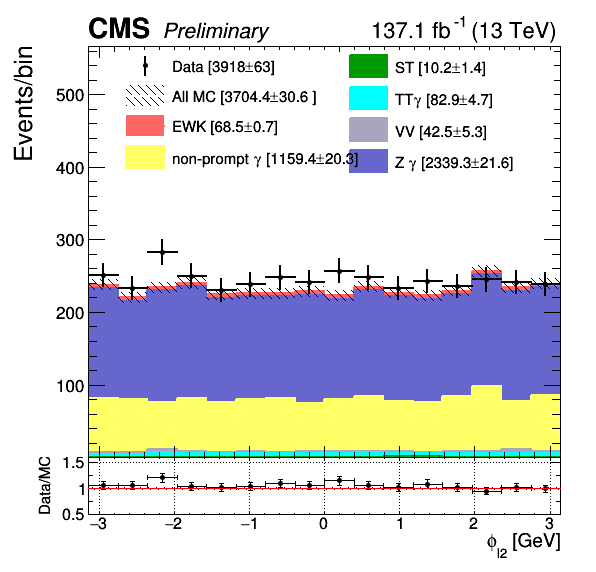 CMS Preliminary 137.1 fb⁻¹ (13 TeV)
Events/bin
500
400
300
200
100
Data [3918±63]
All MC [3704.4±30.6 ]
EWK [68.5±0.7]
non-prompt γ [1159.4±20.3]
ST [10.2±1.4]
TTγ [82.9±4.7]
VV [42.5±5.3]
Z γ [2339.3±21.6]
Data/MC
1.5
1
0.5
−3 −2 −1 0 1 2 3
ϕ_l2 [GeV]